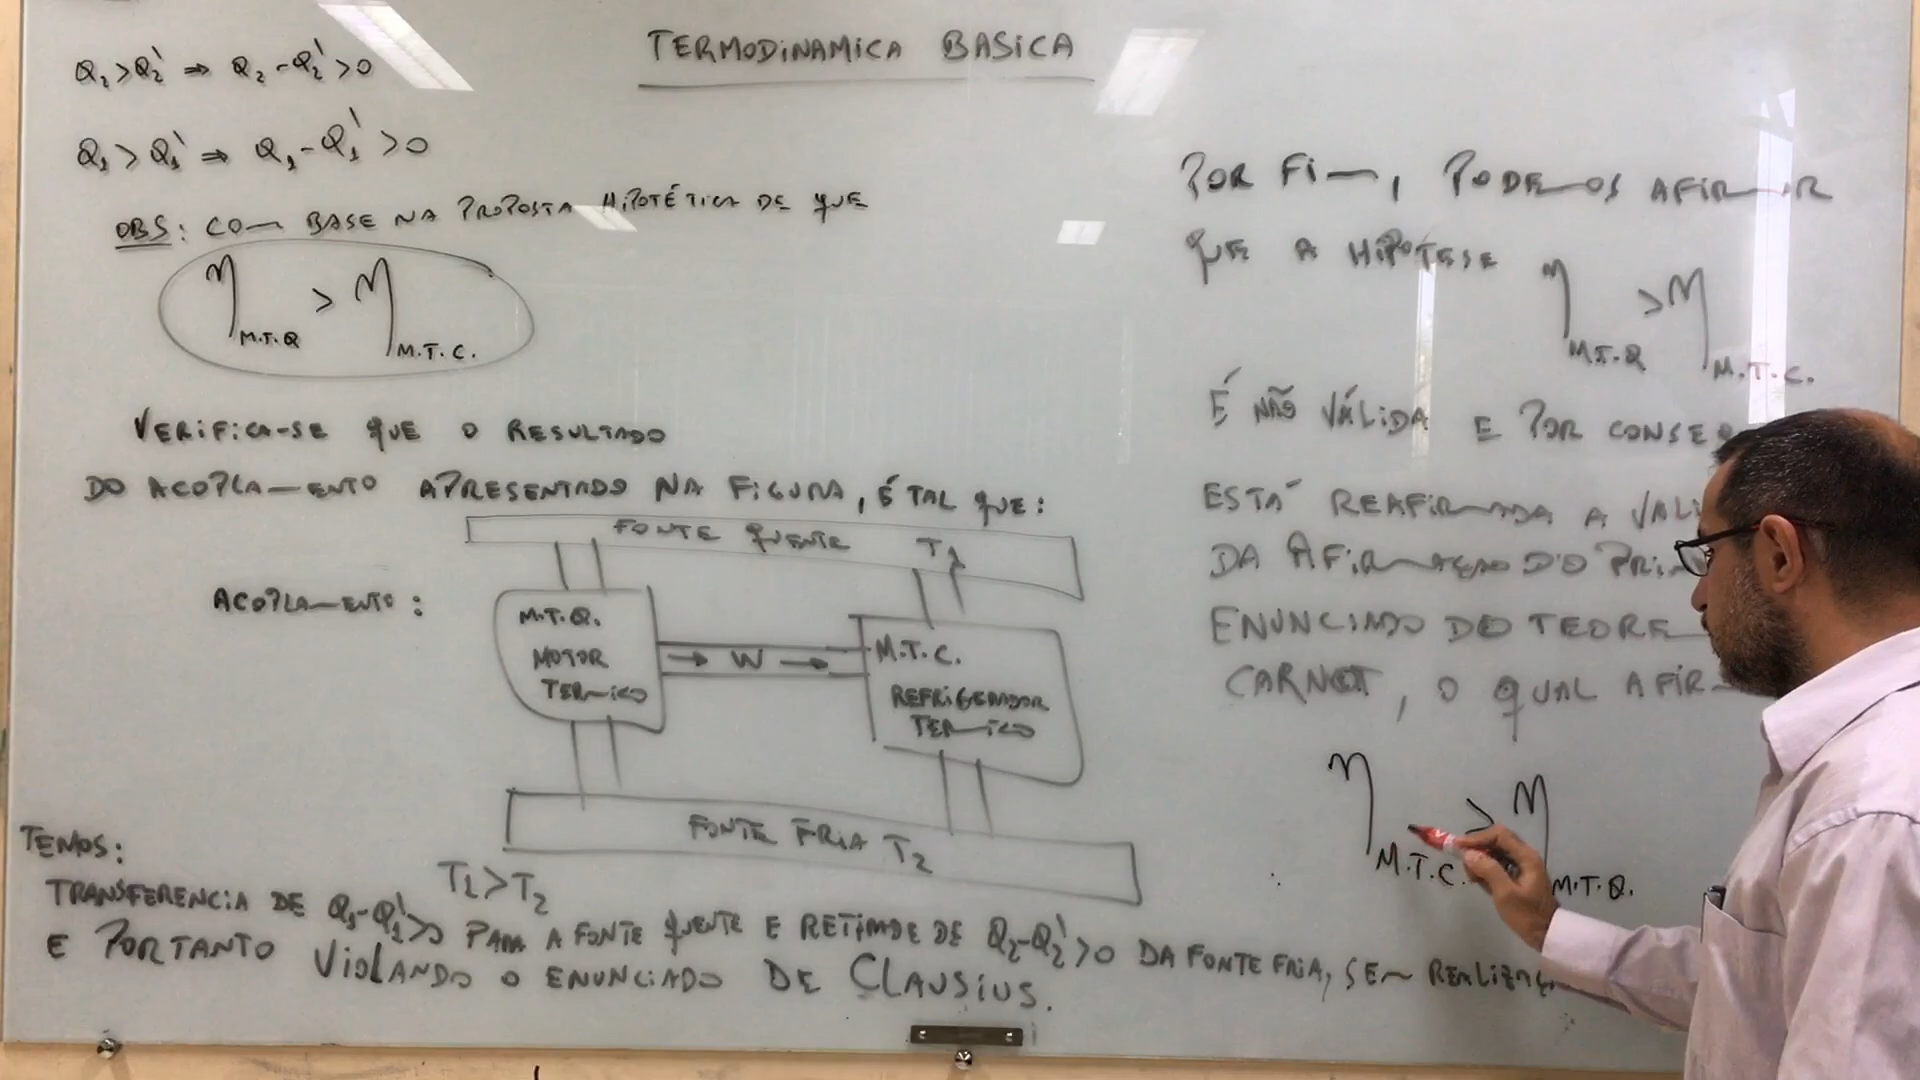 TERMODINAMICA BASICA
Q₂>Q₂' ⇒ Q₂-Q₂'>0
Q₁>Q₁' ⇒ Q₁-Q₁'>0
OBS: COM BASE NA PROPOSTA HIPOTÉTICA DE QUE
η M.T.Q > η M.T.C.
VERIFICA-SE QUE O RESULTADO
DO ACOPLAMENTO APRESENTADO NA FIGURA, É TAL QUE:
FONTE QUENTE T₁
ACOPLAMENTO:
M.T.Q.
MOTOR
TERMICO
→ W →
M.T.C.
REFRIGERADOR
TERMICO
FONTE FRIA T₂
T₁>T₂
TEMOS:
TRANSFERENCIA DE Q₁-Q₁'>0 PARA A FONTE QUENTE E RETIRADE DE Q₂-Q₂'>0 DA FONTE FRIA, SEM
E PORTANTO VIOLANDO O ENUNCIADO DE CLAUSIUS.
POR FIM, PODEMOS AFIRMAR
QUE A HIPOTESE η M.T.Q > η M.T.C.
É NÃO VÁLIDA E POR
ESTÁ REAFIRMADA A
DA AFIRMAÇÃO DO
ENUNCIADO DO
CARNOT, O QUAL
η M.T.C. > η M.T.Q.